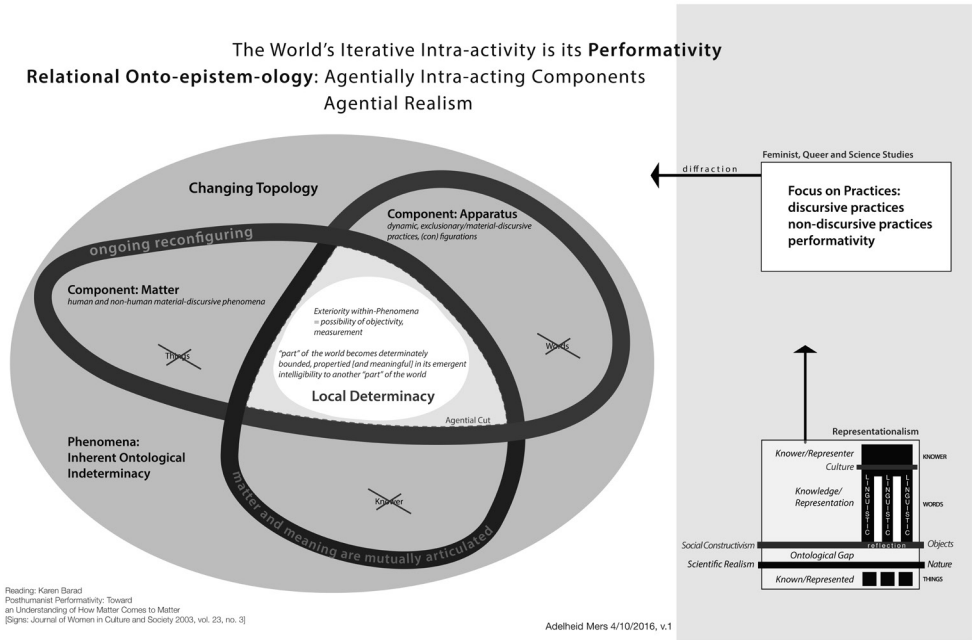 The World's Iterative Intra-activity is its Performativity
Relational Onto-epistem-ology: Agentially Intra-acting Components
Agential Realism
Changing Topology
ongoing reconfiguring
Component: Apparatus
dynamic, exclusionary/material-discursive
practices, (con) figurations
Component: Matter
human and non-human material-discursive phenomena
Things
Words
Exteriority within-Phenomena
= possibility of objectivity,
measurement
"part" of the world becomes determinately
bounded, propertied [and meaningful] in its emergent
intelligibility to another "part" of the world
Local Determinacy
Agential Cut
Phenomena:
Inherent Ontological
Indeterminacy
Knower
matter and meaning are mutually articulated
diffraction
Feminist, Queer and Science Studies
Focus on Practices:
discursive practices
non-discursive practices
performativity
Representationalism
Knower/Representer
KNOWER
Culture
Knowledge/
Representation
LINGUISTIC
LINGUISTIC
LINGUISTIC
WORDS
Social Constructivism
reflection
Objects
Ontological Gap
Scientific Realism
Nature
Known/Represented
THINGS
Reading: Karen Barad
Posthumanist Performativity: Toward
an Understanding of How Matter Comes to Matter
[Signs: Journal of Women in Culture and Society 2003, vol. 23, no. 3]
Adelheid Mers 4/10/2016, v.1